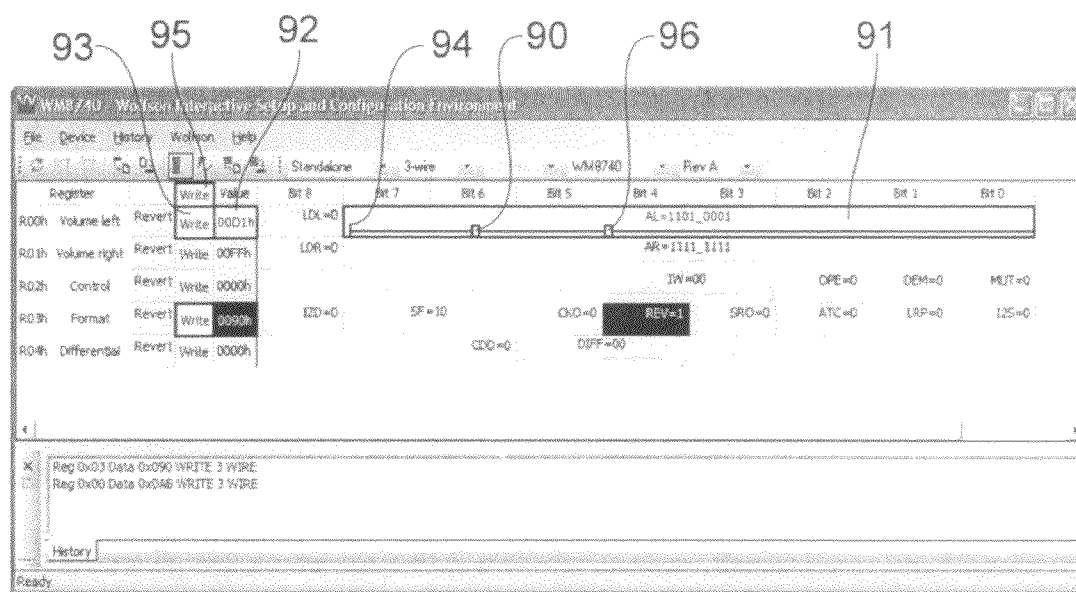 93 95 92 94 90 96 91
WM8740 Wolfson Interactive Setup and Configuration Environment
File Device History Wolfson Help
Standalone 3-wire WM8740 Rev A
Register Write Value Bit 8 Bit 7 Bit 6 Bit 5 Bit 4 Bit 3 Bit 2 Bit 1 Bit 0
R00h Volume left Revert Write 00D1h LDL=0 AL=1101_0001
R01h Volume right Revert Write 00FFh LDR=0 AR=1111_1111
R02h Control Revert Write 0000h IW=00 OPE=0 DEM=0 MUT=0
R03h Format Revert Write 0090h IZD=0 SF=10 CKO=0 REV=1 SRO=0 ATC=0 LRP=0 I2S=0
R04h Differential Revert Write 0000h CDD=0 DIFF=00
Reg 0x03 Data 0x090 WRITE 3 WIRE
Reg 0x00 Data 0x0AB WRITE 3 WIRE
History
Ready